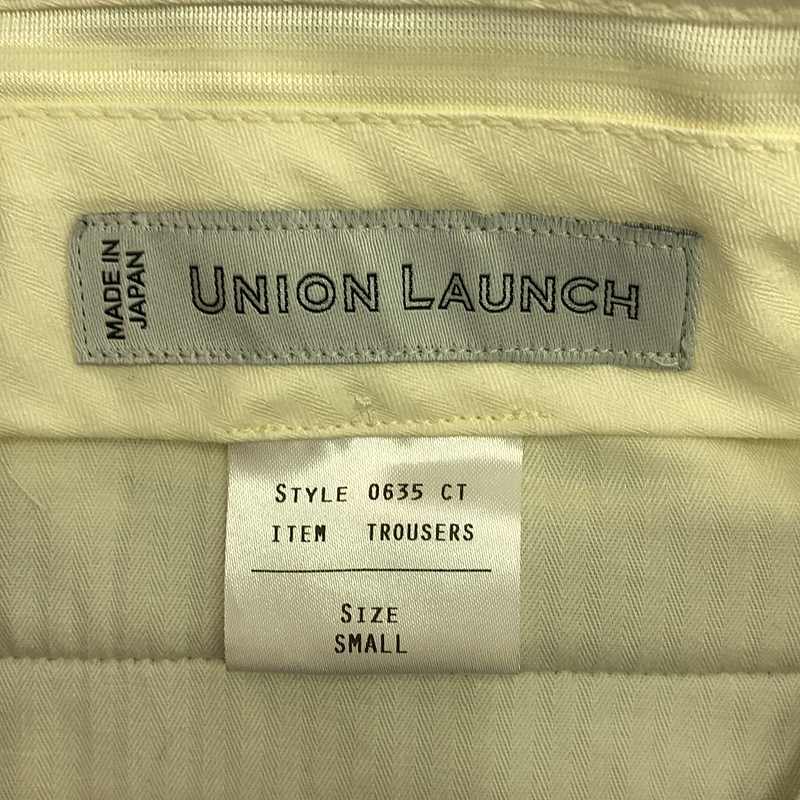 MADE IN
JAPAN
UNION LAUNCH
STYLE 0635 CT
ITEM TROUSERS
SIZE
SMALL